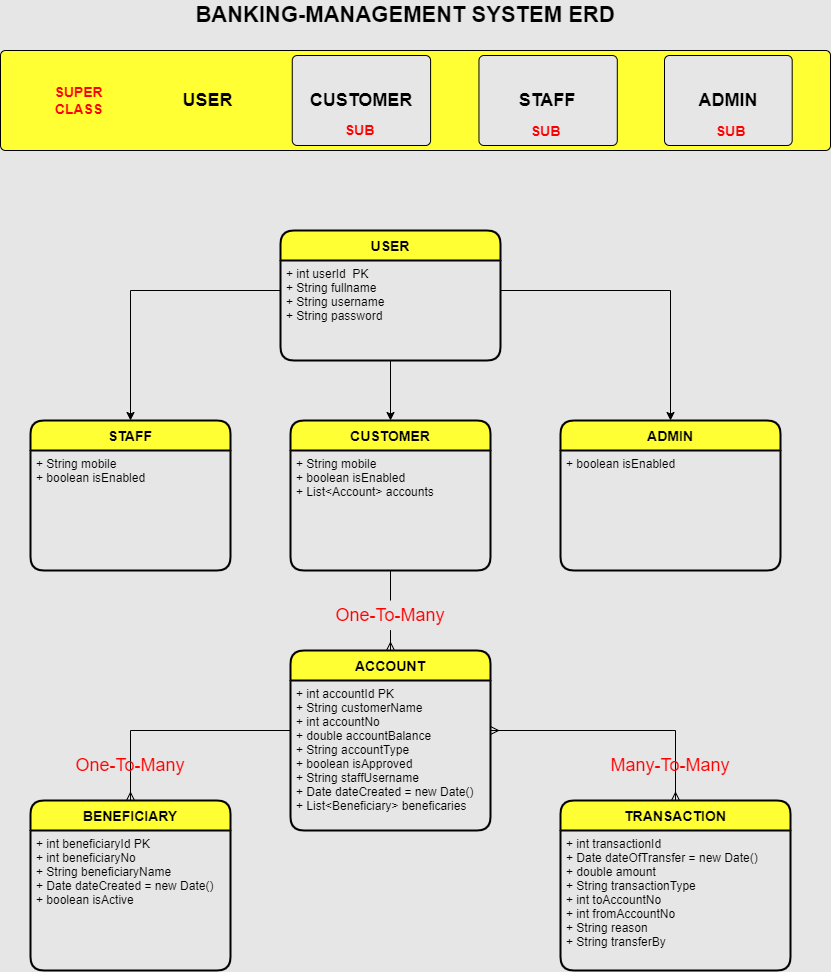 BANKING-MANAGEMENT SYSTEM ERD
SUPER
CLASS
USER
CUSTOMER
SUB
STAFF
SUB
ADMIN
SUB
USER
+ int userId  PK
+ String fullname
+ String username
+ String password
STAFF
+ String mobile
+ boolean isEnabled
CUSTOMER
+ String mobile
+ boolean isEnabled
+ List<Account> accounts
ADMIN
+ boolean isEnabled
One-To-Many
ACCOUNT
+ int accountId PK
+ String customerName
+ int accountNo
+ double accountBalance
+ String accountType
+ boolean isApproved
+ String staffUsername
+ Date dateCreated = new Date()
+ List<Beneficiary> beneficaries
One-To-Many
Many-To-Many
BENEFICIARY
+ int beneficiaryId PK
+ int beneficiaryNo
+ String beneficiaryName
+ Date dateCreated = new Date()
+ boolean isActive
TRANSACTION
+ int transactionId
+ Date dateOfTransfer = new Date()
+ double amount
+ String transactionType
+ int toAccountNo
+ int fromAccountNo
+ String reason
+ String transferBy